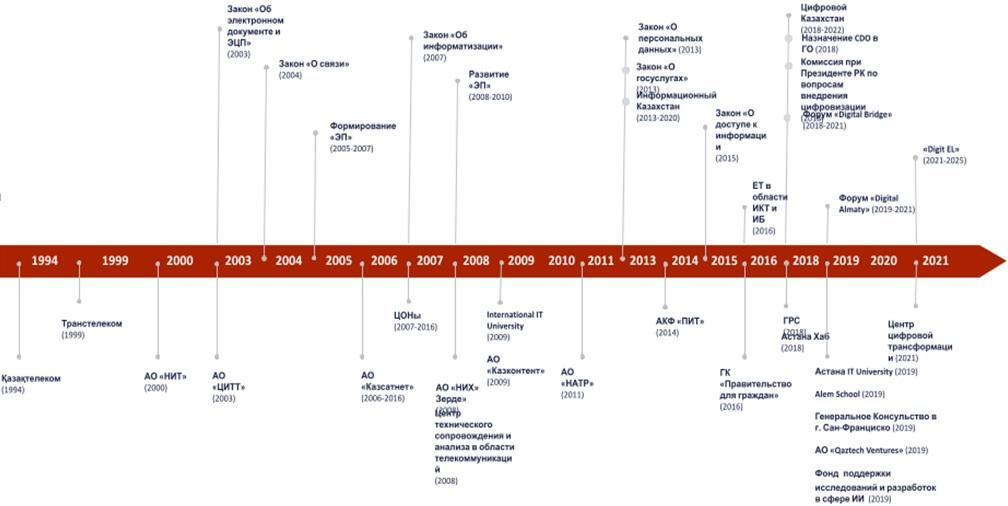 Закон «Об
электронном
документе и
ЭЦП»
(2003)
Закон «О связи»
(2004)
Формирование
«ЭП»
(2005-2007)
Закон «Об
информатизации»
(2007)
Развитие
«ЭП»
(2008-2010)
Закон «О
персональных
данных» (2013)
Закон «О
госуслугах»
(2013)
Информационный
Казахстан
(2013-2020)
Закон «О
доступе к
информаци
и
(2015)
ЕТ в
области
ИКТ и
ИБ
(2016)
Цифровой
Казахстан
(2018-2022)
Назначение CDO в
ГО (2018)
Комиссия при
Президенте РК по
вопросам
внедрения
цифровизации
Форум «Digital Bridge»
(2018-2021)
Форум «Digital
Almaty» (2019-2021)
«Digit EL»
(2021-2025)
1994 1999 2000 2003 2004 2005 2006 2007 2008 2009 2010 2011 2013 2014 2015 2016 2018 2019 2020 2021
Қазақтелеком
(1994)
Транстелеком
(1999)
АО «НИТ»
(2000)
АО
«ЦИТТ»
(2003)
АО
«Казсатнет»
(2006-2016)
ЦОНы
(2007-2016)
АО «НИХ»
Зерде»
(2008)
Центр
технического
сопровождения и
анализа в области
телекоммуникаци
й
(2008)
International IT
University
(2009)
АО
«Казконтент»
(2009)
АО
«НАТР»
(2011)
АКФ «ПИТ»
(2014)
ГК
«Правительство
для граждан»
(2016)
ГРС
(2018)
Астана Хаб
(2018)
Астана IT University (2019)
Alem School (2019)
Генеральное Консульство в
г. Сан-Франциско (2019)
АО «Qaztech Ventures» (2019)
Фонд поддержки
исследований и разработок
в сфере ИИ (2019)
Центр
цифровой
трансформаци
и (2021)